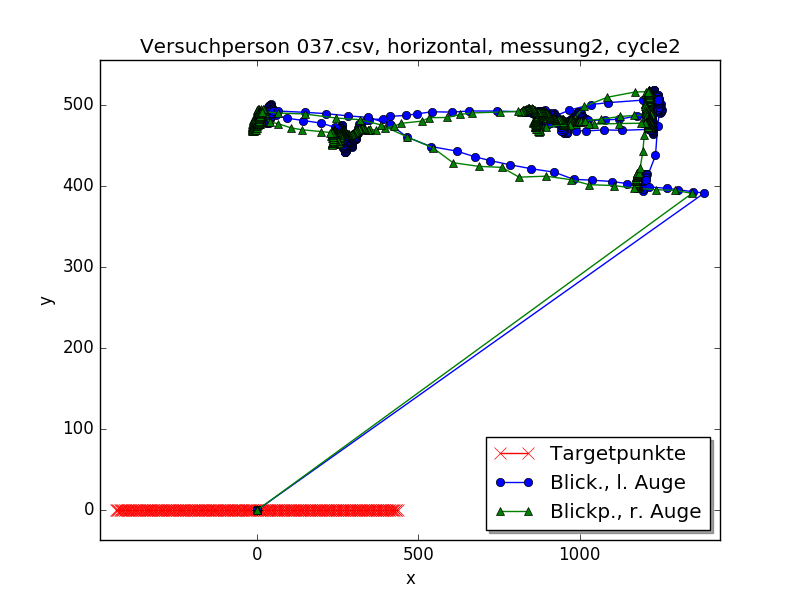 Versuchperson 037.csv, horizontal, messung2, cycle2
500
400
300
200
100
0
y
0 500 1000
x
Targetpunkte
Blick., l. Auge
Blickp., r. Auge